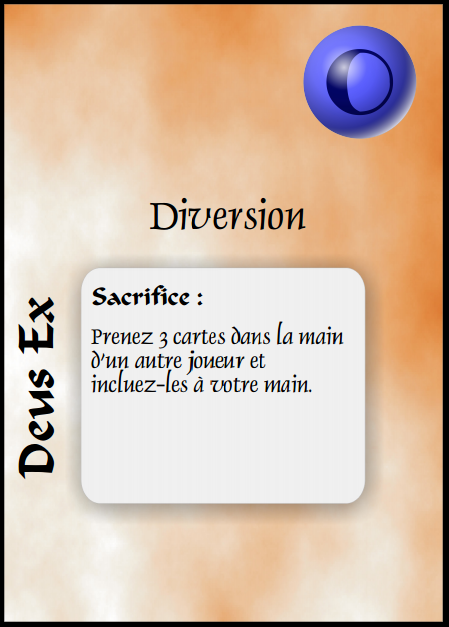 Diversion
Deus Ex
Sacrifice :
Prenez 3 cartes dans la main
d'un autre joueur et
incluez-les à votre main.